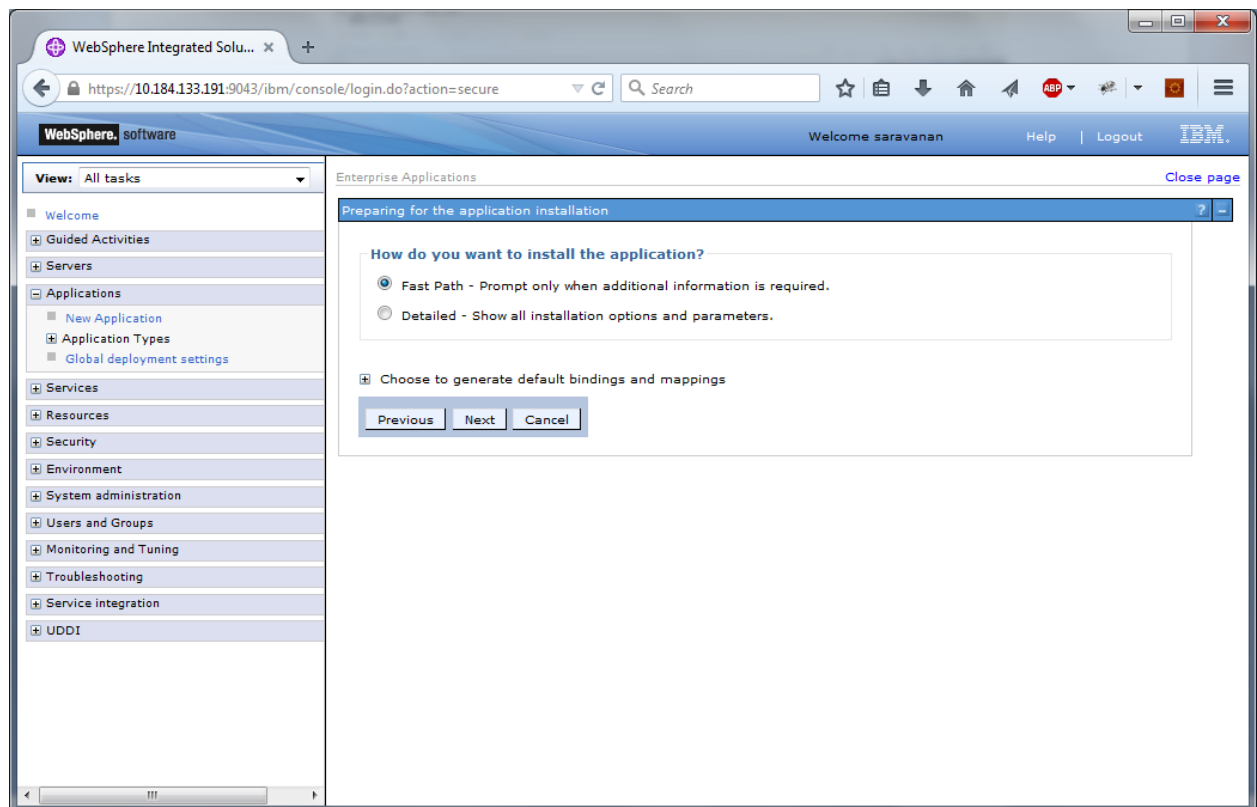 WebSphere Integrated Solu...
https://10.184.133.191:9043/ibm/console/login.do?action=secure
Search
ABP
WebSphere. software
Welcome saravanan
Help | Logout
IBM.
View: All tasks
Welcome
Guided Activities
Servers
Applications
New Application
Application Types
Global deployment settings
Services
Resources
Security
Environment
System administration
Users and Groups
Monitoring and Tuning
Troubleshooting
Service integration
UDDI
Enterprise Applications
Close page
Preparing for the application installation
? -
How do you want to install the application?
Fast Path - Prompt only when additional information is required.
Detailed - Show all installation options and parameters.
Choose to generate default bindings and mappings
Previous Next Cancel